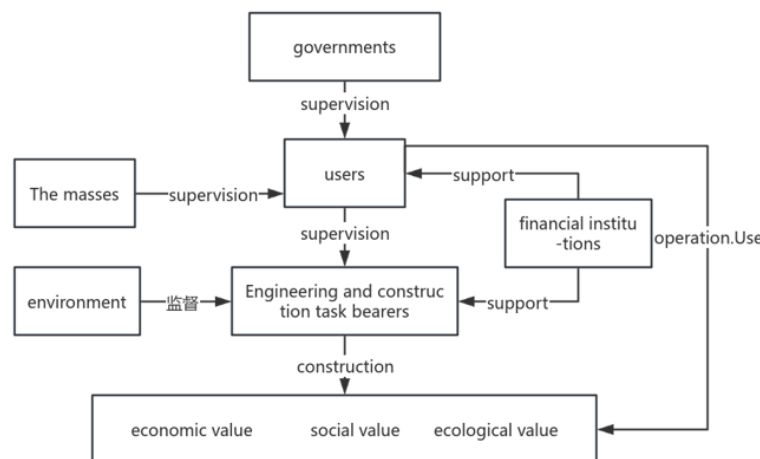 governments
supervision
users
support
The masses
supervision
financial institu
-tions
supervision
operation.Use
environment
监督
Engineering and construc
tion task bearers
support
construction
economic value social value ecological value